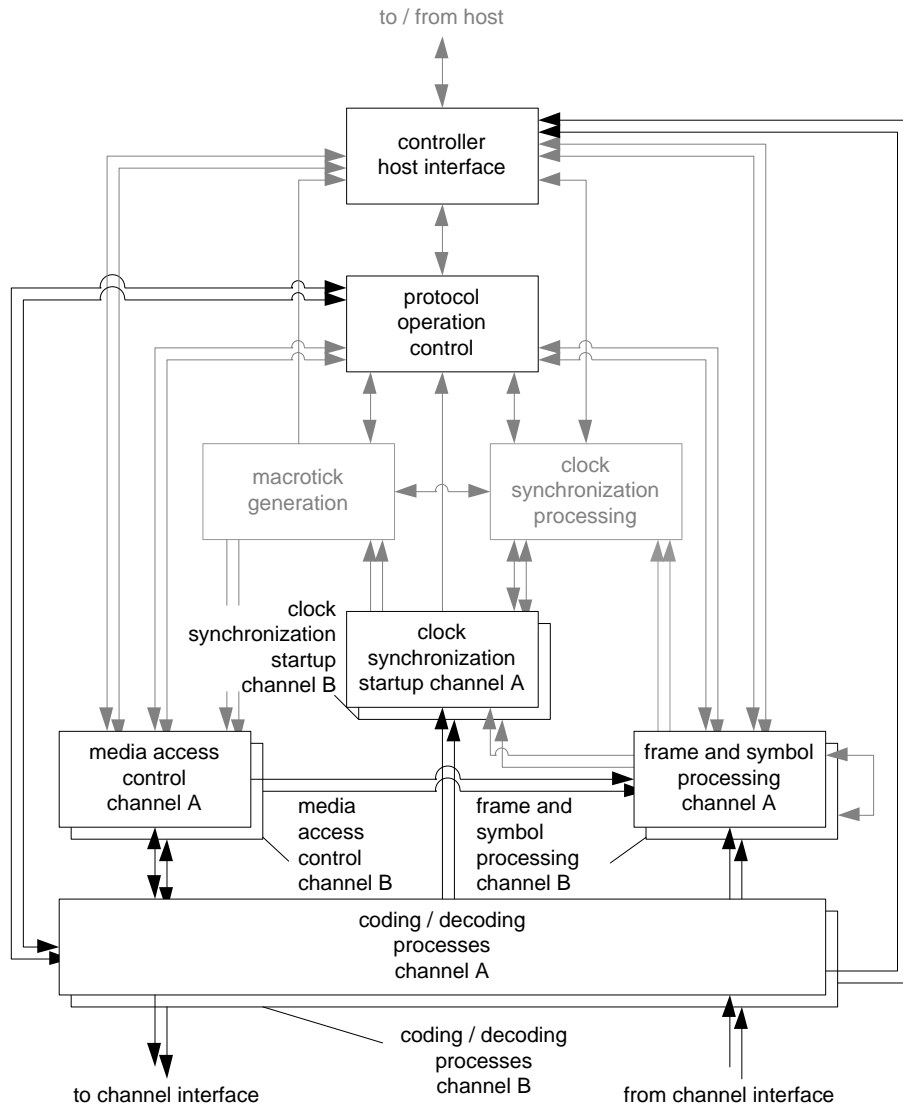 to / from host
controller
host interface
protocol
operation
control
macrotick
generation
clock
synchronization
processing
clock
synchronization
startup
channel B
clock
synchronization
startup channel A
media access
control
channel A
frame and symbol
processing
channel A
media
access
control
channel B
frame and
symbol
processing
channel B
coding / decoding
processes
channel A
coding / decoding
processes
channel B
to channel interface
from channel interface